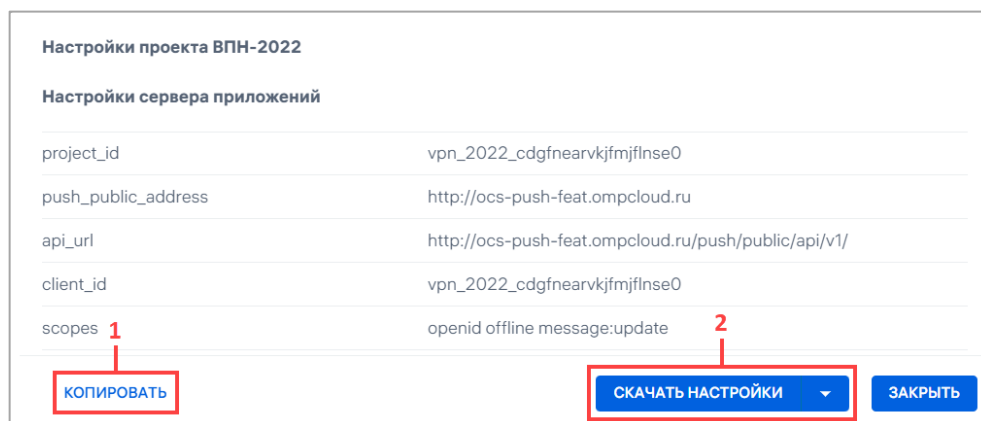 Настройки проекта ВПН-2022
Настройки сервера приложений
project_id vpn_2022_cdgfnearvkjfmjflnse0
push_public_address http://ocs-push-feat.ompcloud.ru
api_url http://ocs-push-feat.ompcloud.ru/push/public/api/v1/
client_id vpn_2022_cdgfnearvkjfmjflnse0
scopes openid offline message:update
1 2
КОПИРОВАТЬ СКАЧАТЬ НАСТРОЙКИ ЗАКРЫТЬ